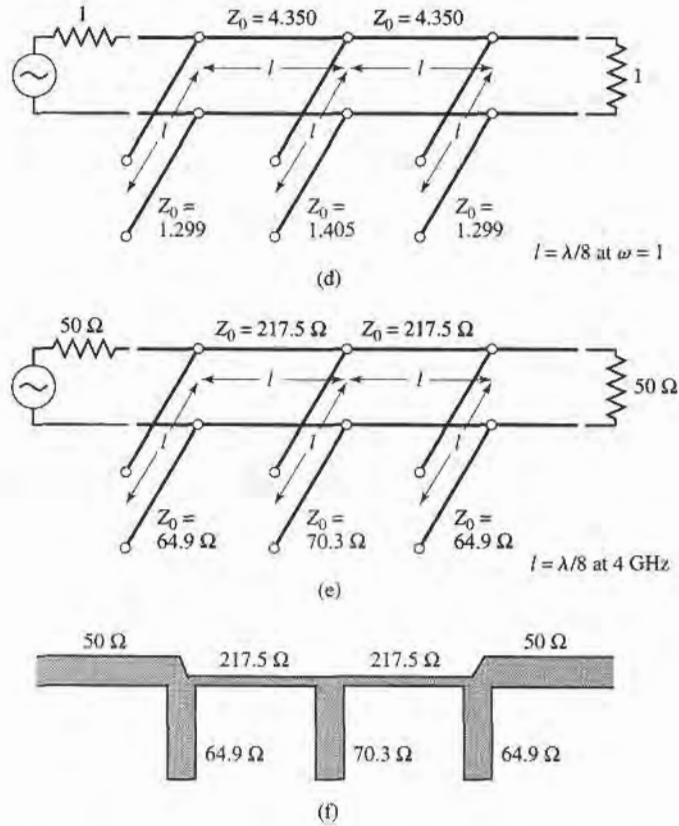 1
Z₀ = 4.350
Z₀ = 4.350
l
l
1
l
l
l
Z₀ =
1.299
Z₀ =
1.405
Z₀ =
1.299
l = λ/8 at ω = 1
(d)
50 Ω
Z₀ = 217.5 Ω
Z₀ = 217.5 Ω
l
l
50 Ω
l
l
l
Z₀ =
64.9 Ω
Z₀ =
70.3 Ω
Z₀ =
64.9 Ω
l = λ/8 at 4 GHz
(e)
50 Ω
217.5 Ω
217.5 Ω
50 Ω
64.9 Ω
70.3 Ω
64.9 Ω
(f)